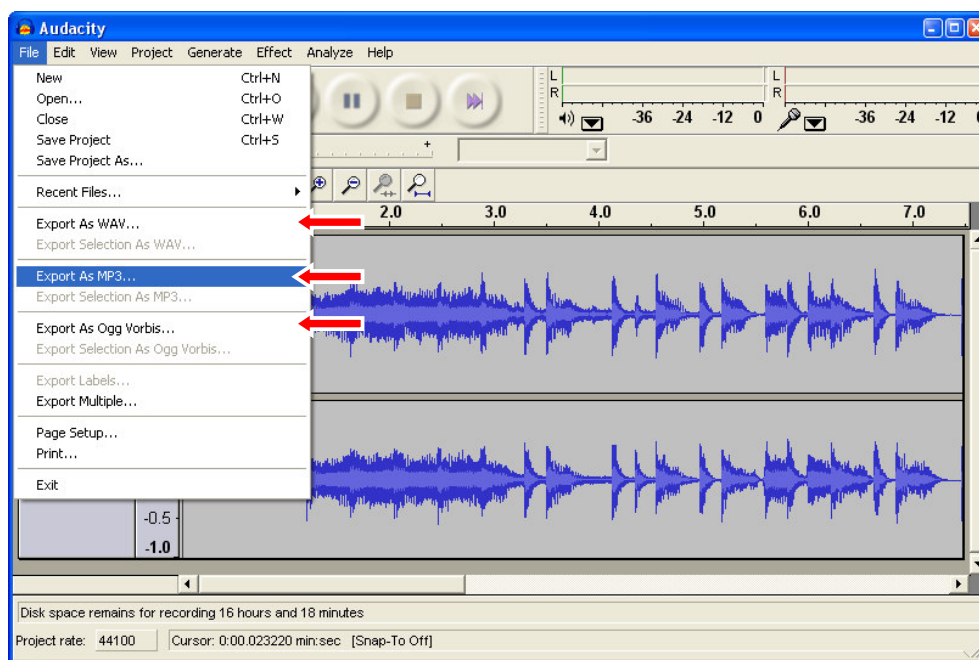 Audacity
File Edit View Project Generate Effect Analyze Help
New Ctrl+N
Open... Ctrl+O
Close Ctrl+W
Save Project Ctrl+S
Save Project As...
Recent Files...
Export As WAV...
Export Selection As WAV...
Export As MP3...
Export Selection As MP3...
Export As Ogg Vorbis...
Export Selection As Ogg Vorbis...
Export Labels...
Export Multiple...
Page Setup...
Print...
Exit
L
R
-36 -24 -12 0
L
R
-36 -24 -12 0
+
2.0 3.0 4.0 5.0 6.0 7.0
-0.5
-1.0
Disk space remains for recording 16 hours and 18 minutes
Project rate: 44100 Cursor: 0:00.023220 min:sec [Snap-To Off]